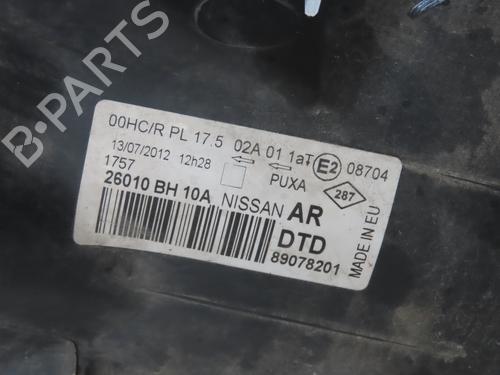 00HC/R PL 17.5 02A 01 1aT E2 08704
13/07/2012 12h28 PUXA 287
1757
26010 BH 10A NISSAN AR
DTD
89078201
MADE IN EU